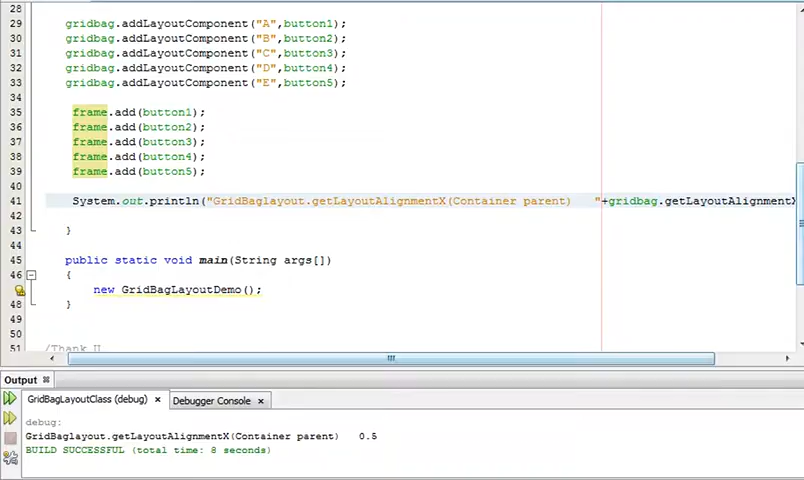 28
29 gridbag.addLayoutComponent("A",button1);
30 gridbag.addLayoutComponent("B",button2);
31 gridbag.addLayoutComponent("C",button3);
32 gridbag.addLayoutComponent("D",button4);
33 gridbag.addLayoutComponent("E",button5);
34
35 frame.add(button1);
36 frame.add(button2);
37 frame.add(button3);
38 frame.add(button4);
39 frame.add(button5);
40
41 System.out.println("GridBaglayout.getLayoutAlignmentX(Container parent)   "+gridbag.getLayoutAlignmentX
42
43 }
44
45 public static void main(String args[])
46 {
new GridBagLayoutDemo();
48 }
49
50
51 /Thank U
Output
GridBagLayoutClass (debug) × Debugger Console ×
debug:
GridBaglayout.getLayoutAlignmentX(Container parent)   0.5
BUILD SUCCESSFUL (total time: 8 seconds)